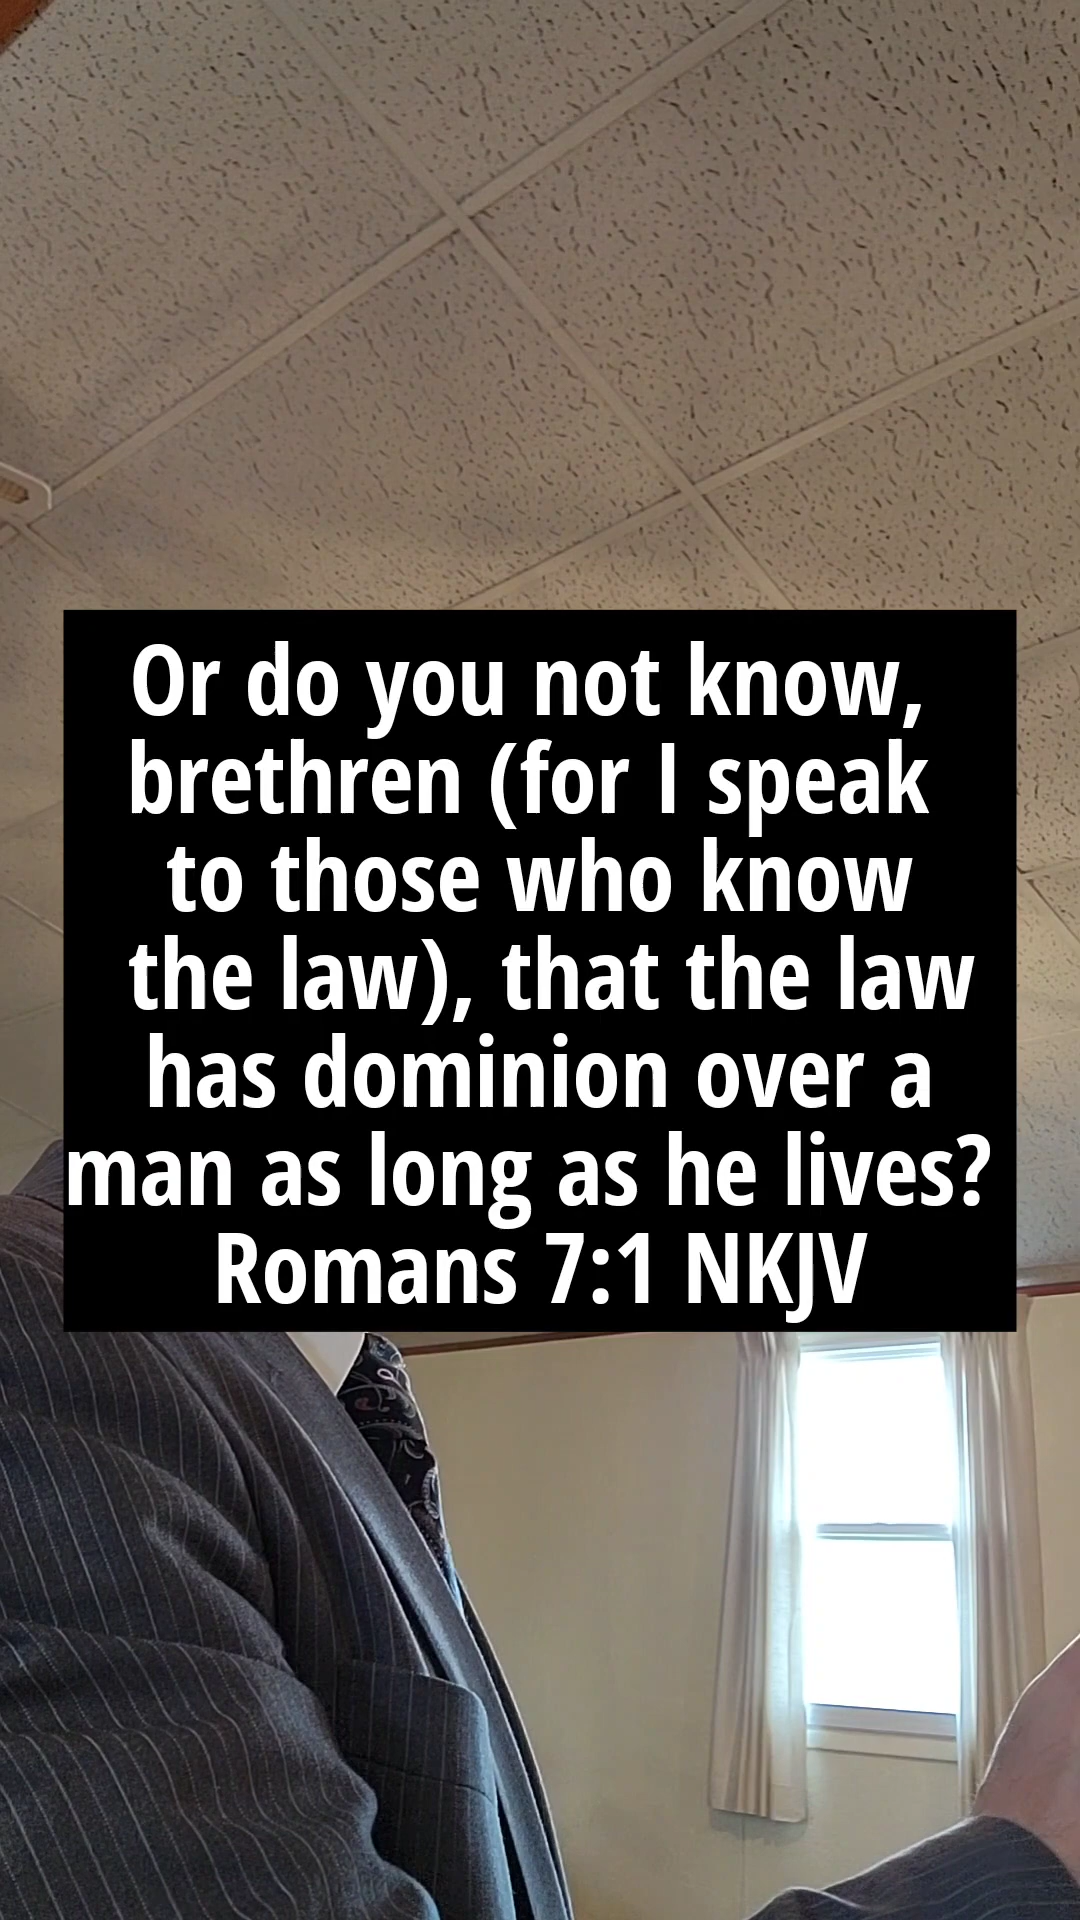 Or do you not know,
brethren (for I speak
to those who know
the law), that the law
has dominion over a
man as long as he lives?
Romans 7:1 NKJV